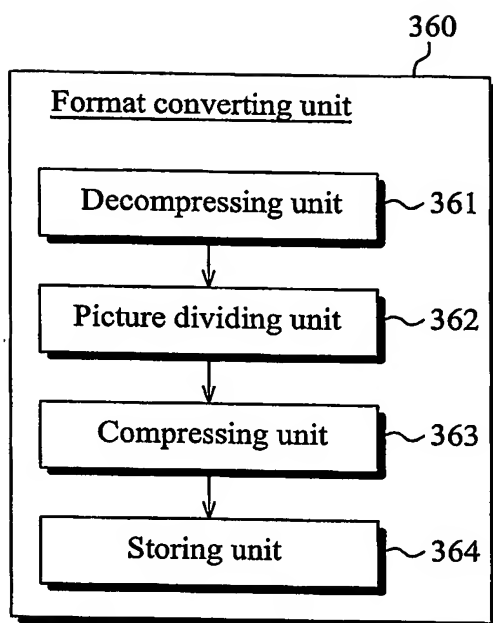 360
Format converting unit
Decompressing unit 361
Picture dividing unit 362
Compressing unit 363
Storing unit 364